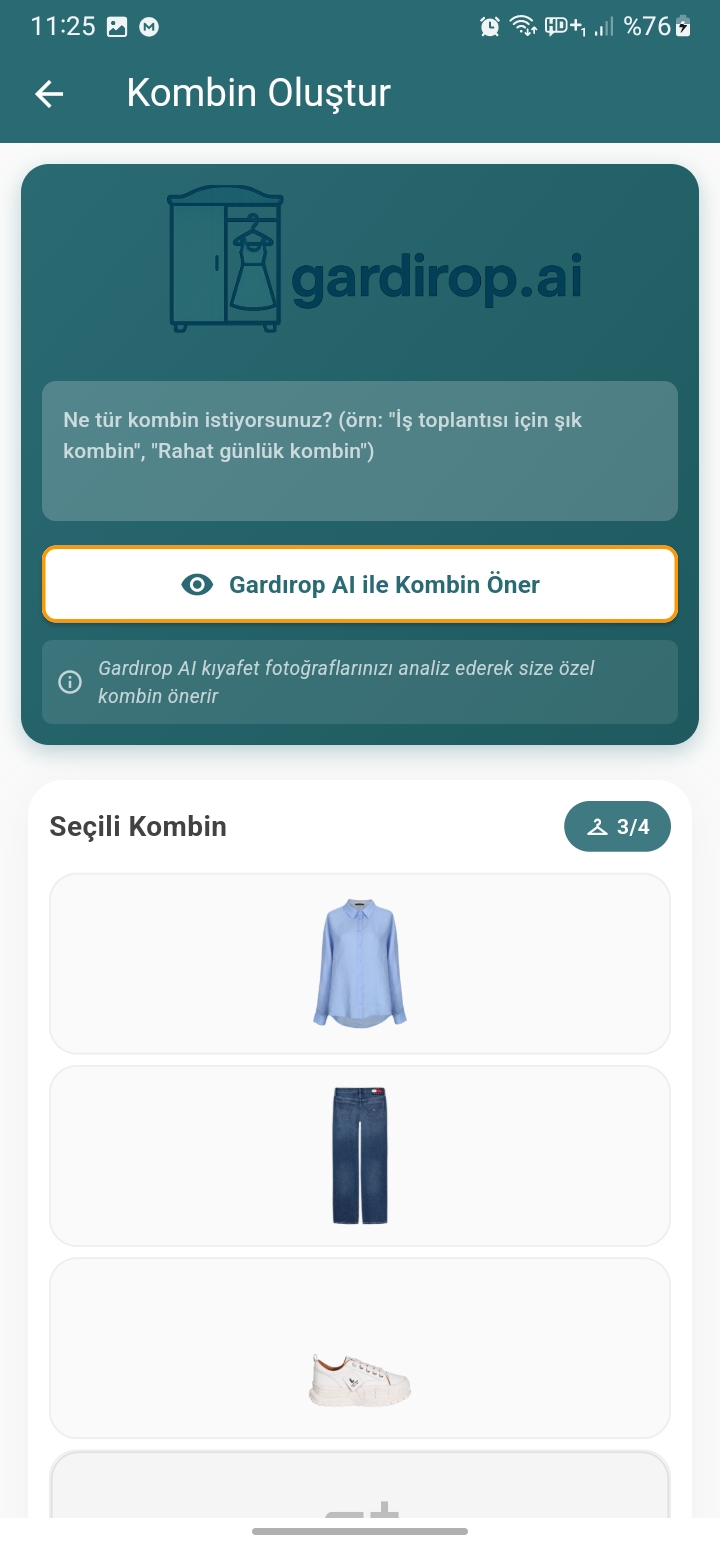 11:25
HD+1 %76
Kombin Oluştur
gardirop.ai
Ne tür kombin istiyorsunuz? (örn: "İş toplantısı için şık
kombin", "Rahat günlük kombin")
Gardırop AI ile Kombin Öner
Gardırop AI kıyafet fotoğraflarınızı analiz ederek size özel
kombin önerir
Seçili Kombin
3/4